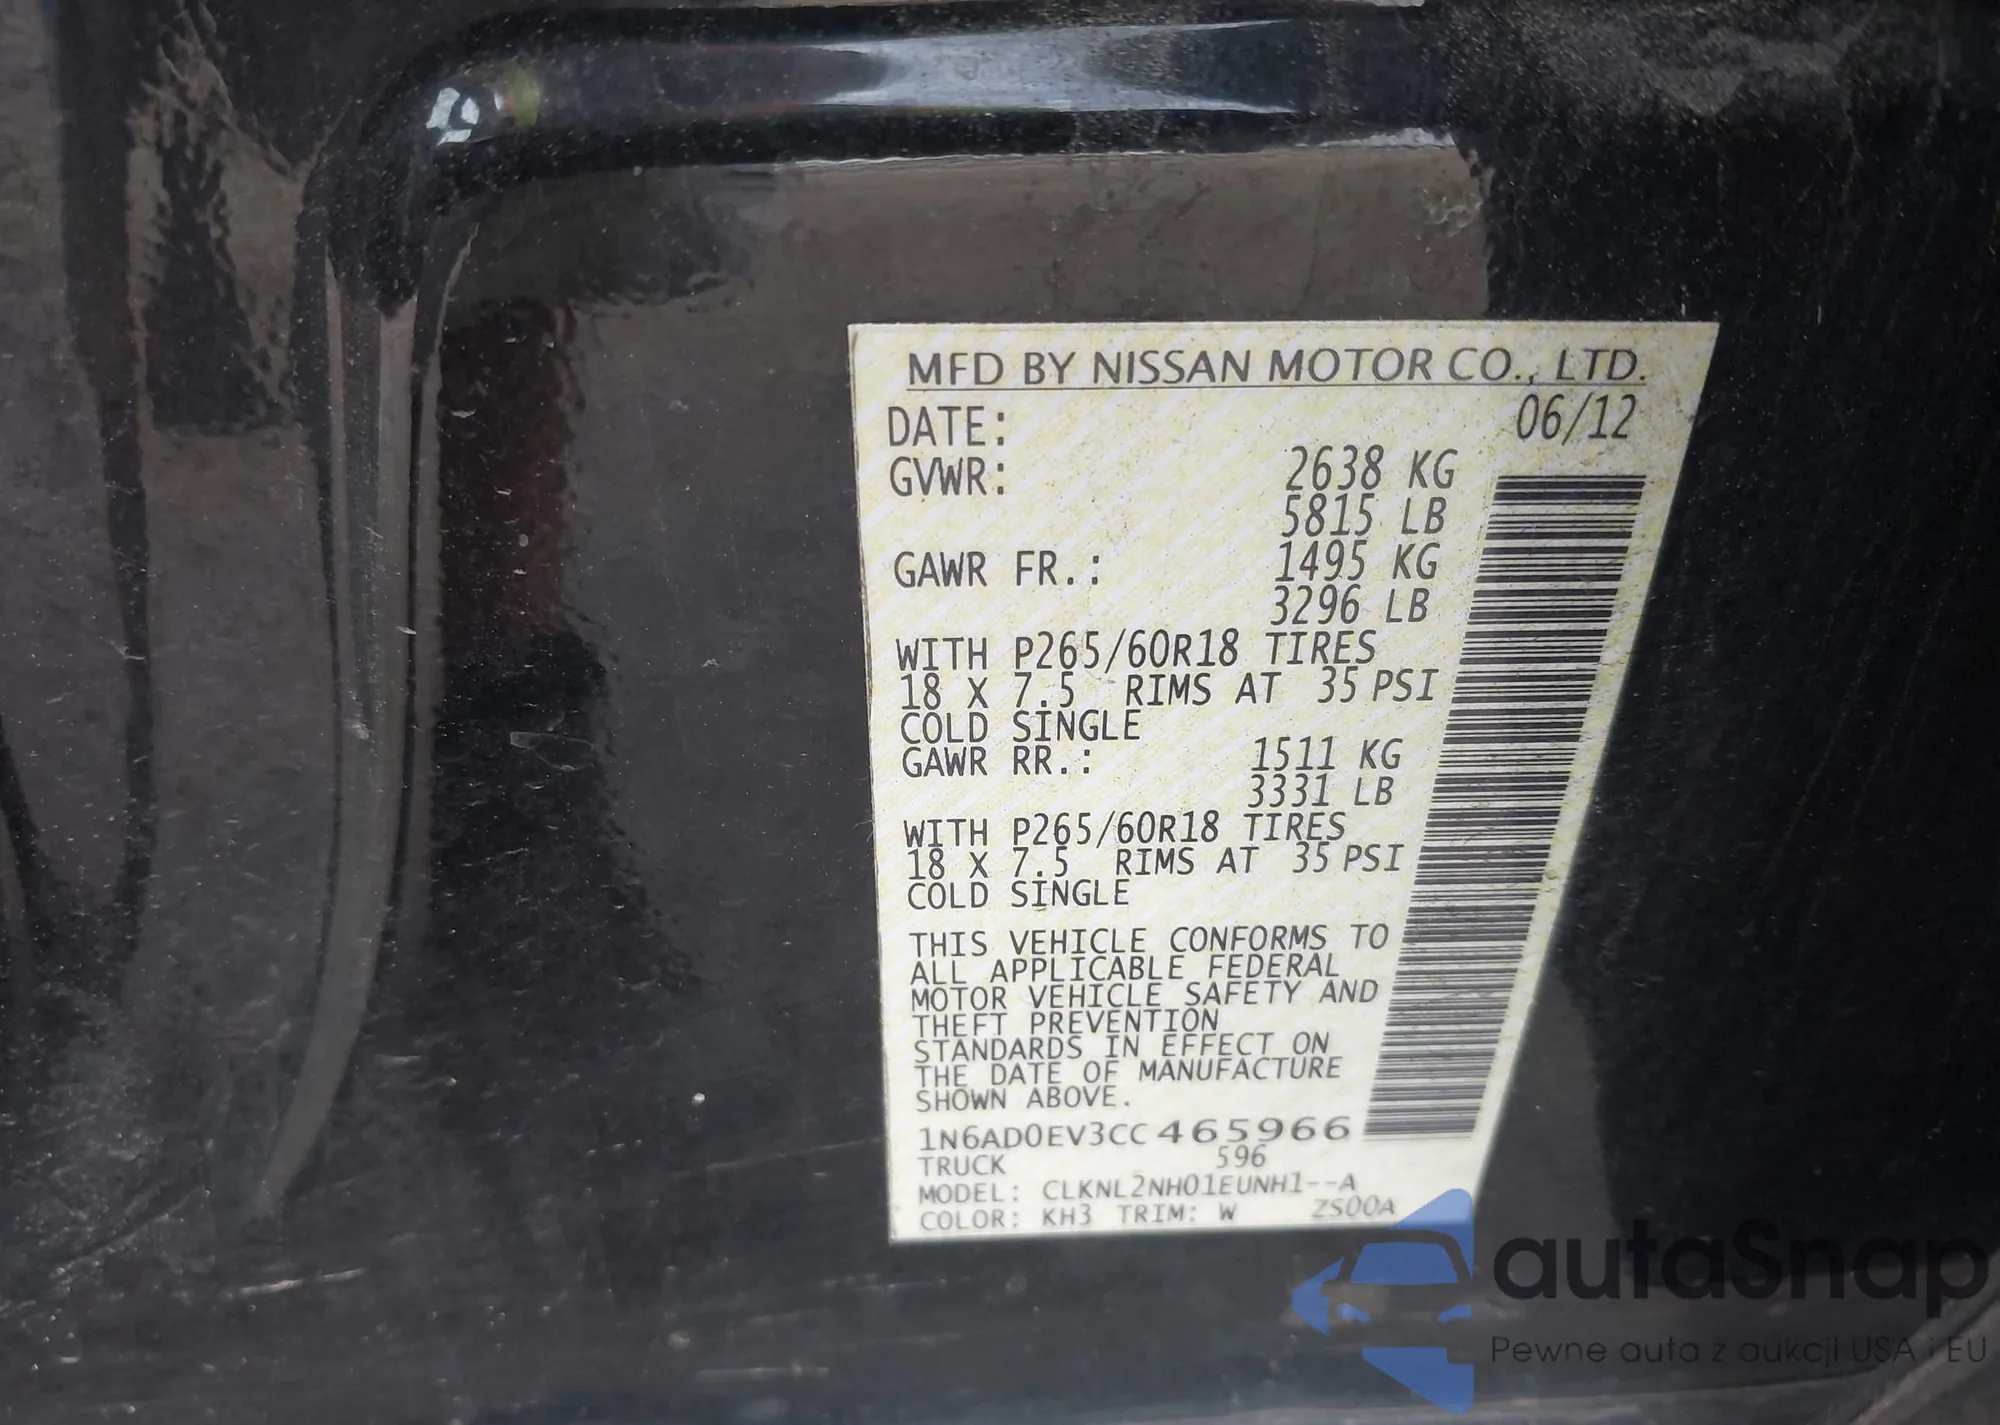 MFD BY NISSAN MOTOR CO., LTD.
DATE: 06/12
GVWR: 2638 KG
5815 LB
GAWR FR.: 1495 KG
3296 LB
WITH P265/60R18 TIRES
18 X 7.5 RIMS AT 35 PSI
COLD SINGLE
GAWR RR.: 1511 KG
3331 LB
WITH P265/60R18 TIRES
18 X 7.5 RIMS AT 35 PSI
COLD SINGLE
THIS VEHICLE CONFORMS TO
ALL APPLICABLE FEDERAL
MOTOR VEHICLE SAFETY AND
THEFT PREVENTION
STANDARDS IN EFFECT ON
THE DATE OF MANUFACTURE
SHOWN ABOVE.
1N6AD0EV3CC465966
TRUCK 596
MODEL: CLKNL2NH01EUNH1--A
COLOR: KH3 TRIM: W ZS00A
autaSnap
Pewne auta z aukcji USA i EU